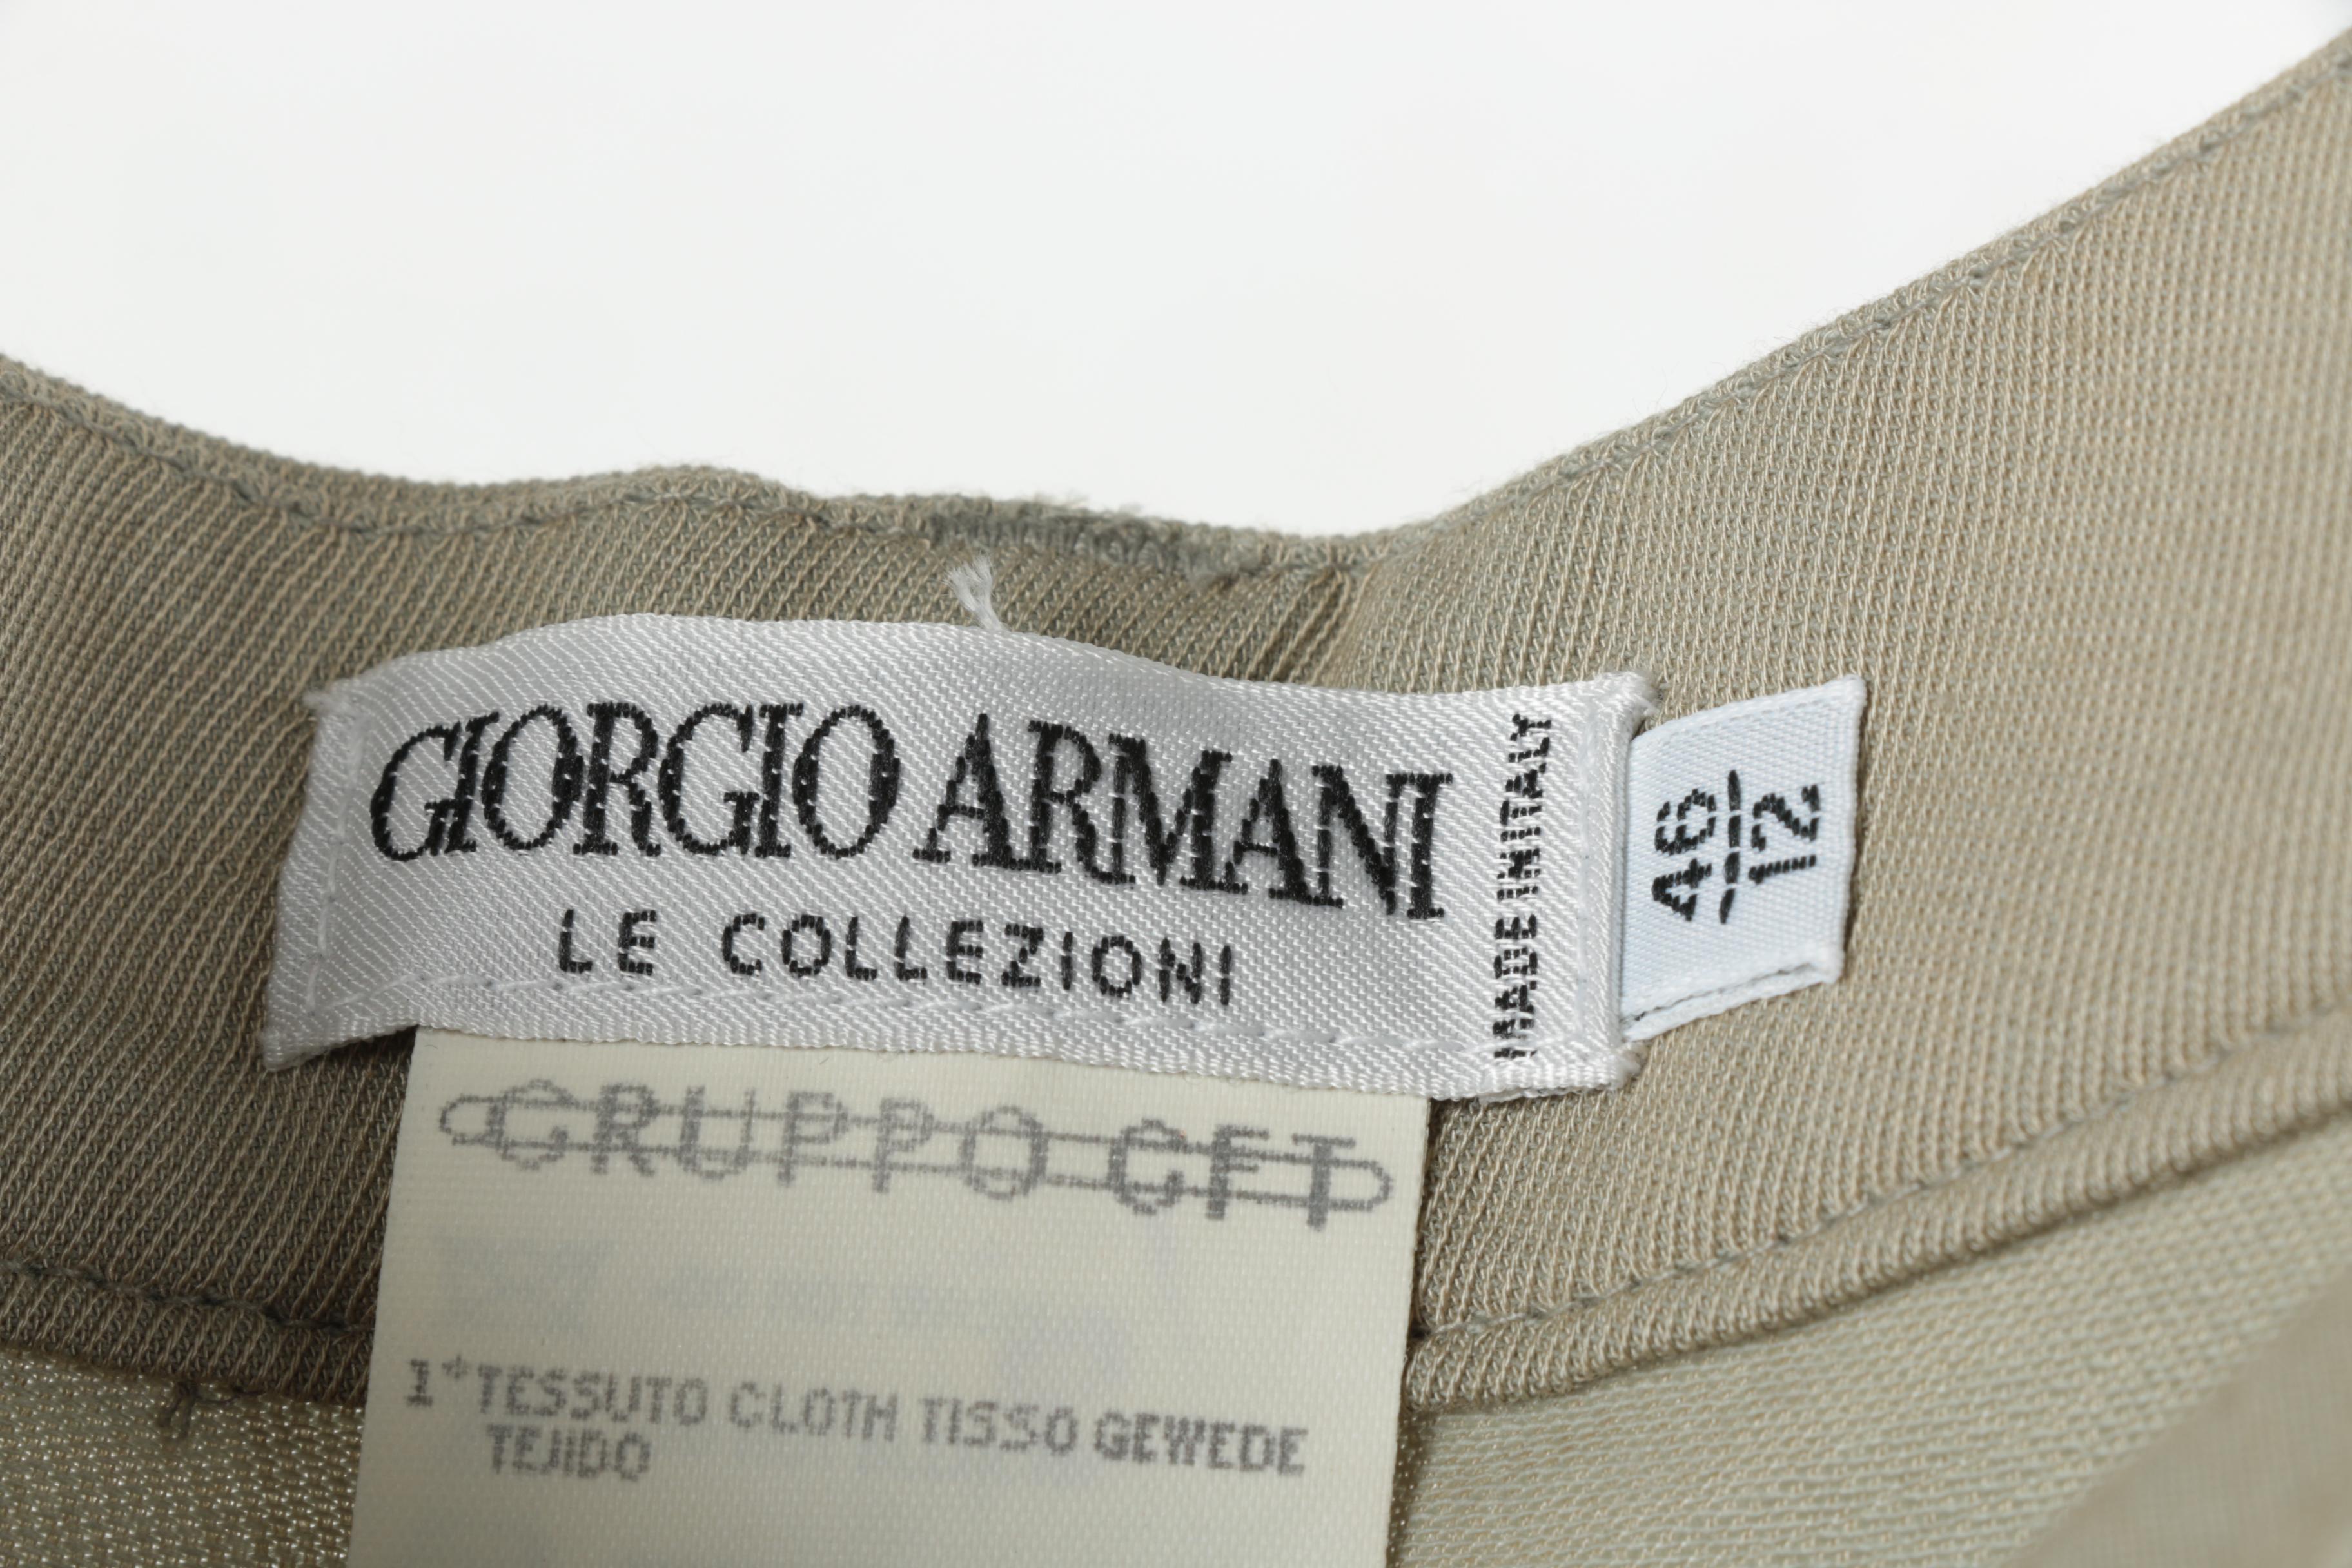 GIORGIO ARMANI
LE COLLEZIONI
MADE IN ITALY
46
12
GRUPPO GFT
1*TESSUTO CLOTH TISSO GEWEDE
TEJIDO